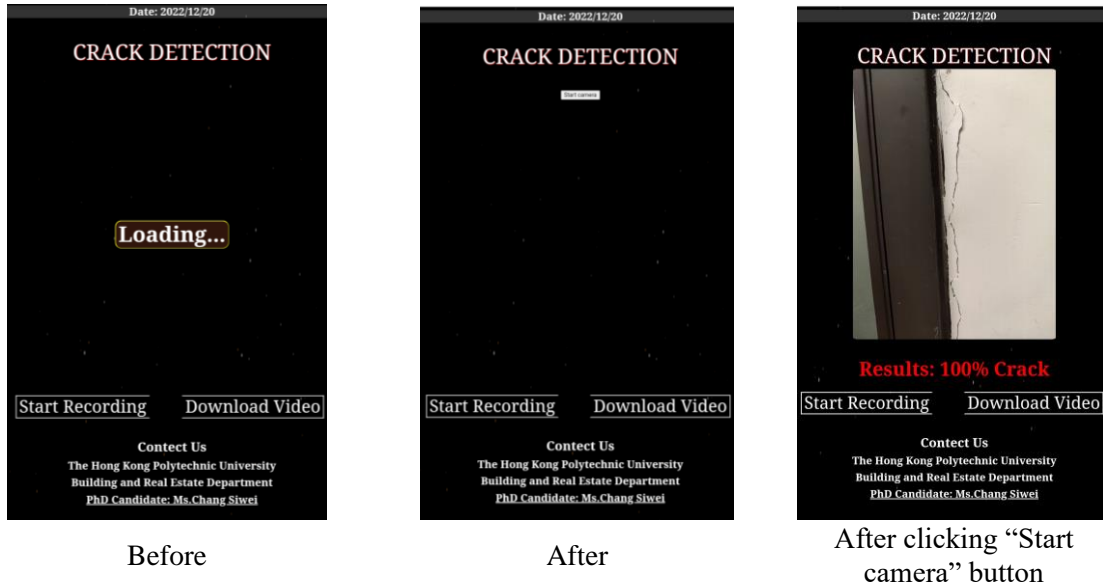 Date: 2022/12/20
CRACK DETECTION
Loading...
Start Recording
Download Video
Contect Us
The Hong Kong Polytechnic University
Building and Real Estate Department
PhD Candidate: Ms.Chang Siwei
Before
Date: 2022/12/20
CRACK DETECTION
Start camera
Start Recording
Download Video
Contect Us
The Hong Kong Polytechnic University
Building and Real Estate Department
PhD Candidate: Ms.Chang Siwei
After
Date: 2022/12/20
CRACK DETECTION
Results: 100% Crack
Start Recording
Download Video
Contect Us
The Hong Kong Polytechnic University
Building and Real Estate Department
PhD Candidate: Ms.Chang Siwei
After clicking “Start
camera” button